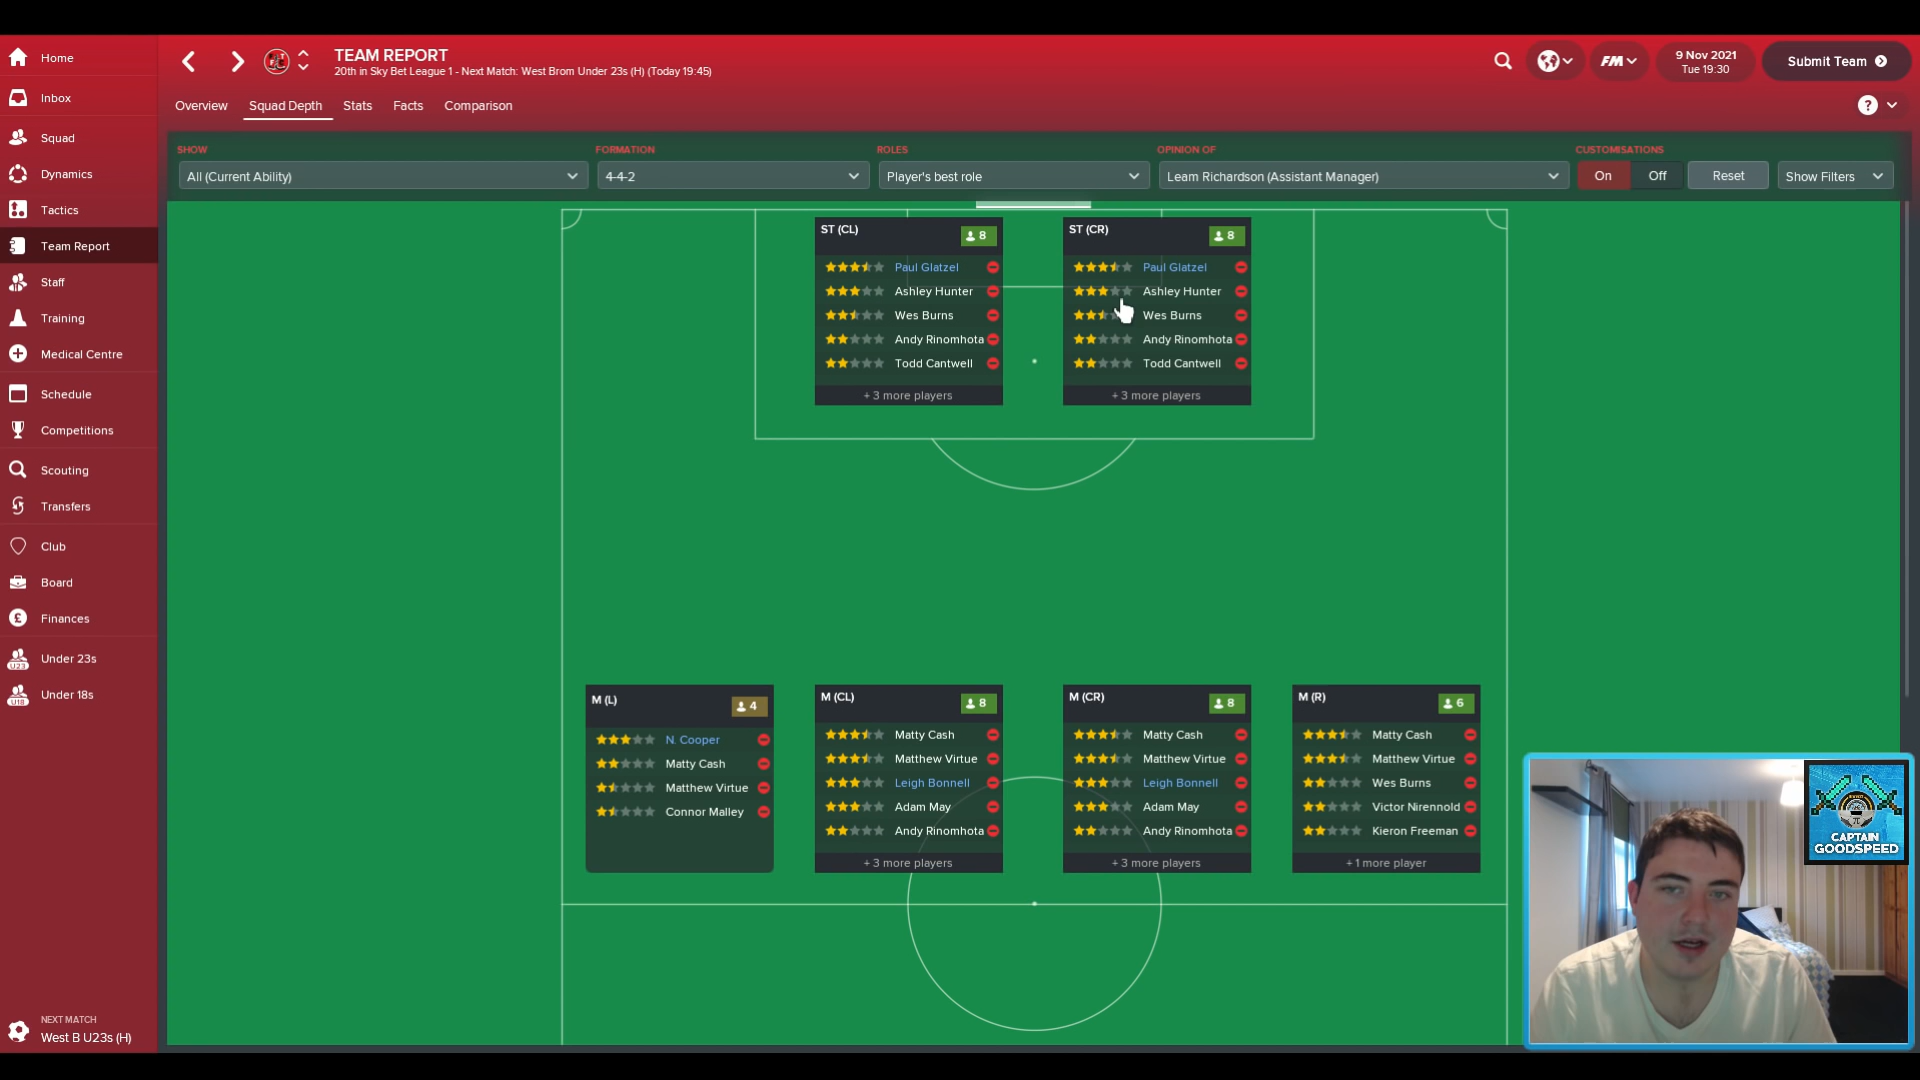 Home
Inbox
Squad
Dynamics
Tactics
Team Report
Staff
Training
Medical Centre
Schedule
Competitions
Scouting
Transfers
Club
Board
Finances
Under 23s
Under 18s
NEXT MATCH
West B U23s (H)
TEAM REPORT
20th in Sky Bet League 1 - Next Match: West Brom Under 23s (H) (Today 19:45)
FM
9 Nov 2021
Tue 19:30
Submit Team
Overview Squad Depth Stats Facts Comparison
?
SHOW FORMATION ROLES OPINION OF CUSTOMISATIONS
All (Current Ability) 4-4-2 Player's best role Leam Richardson (Assistant Manager) On Off Reset Show Filters
ST (CL) 8
Paul Glatzel
Ashley Hunter
Wes Burns
Andy Rinomhota
Todd Cantwell
+ 3 more players
ST (CR) 8
Paul Glatzel
Ashley Hunter
Wes Burns
Andy Rinomhota
Todd Cantwell
+ 3 more players
M (L) 4
N. Cooper
Matty Cash
Matthew Virtue
Connor Malley
M (CL) 8
Matty Cash
Matthew Virtue
Leigh Bonnell
Adam May
Andy Rinomhota
+ 3 more players
M (CR) 8
Matty Cash
Matthew Virtue
Leigh Bonnell
Adam May
Andy Rinomhota
+ 3 more players
M (R) 6
Matty Cash
Matthew Virtue
Wes Burns
Victor Nirennold
Kieron Freeman
+ 1 more player
CAPTAIN
GOODSPEED